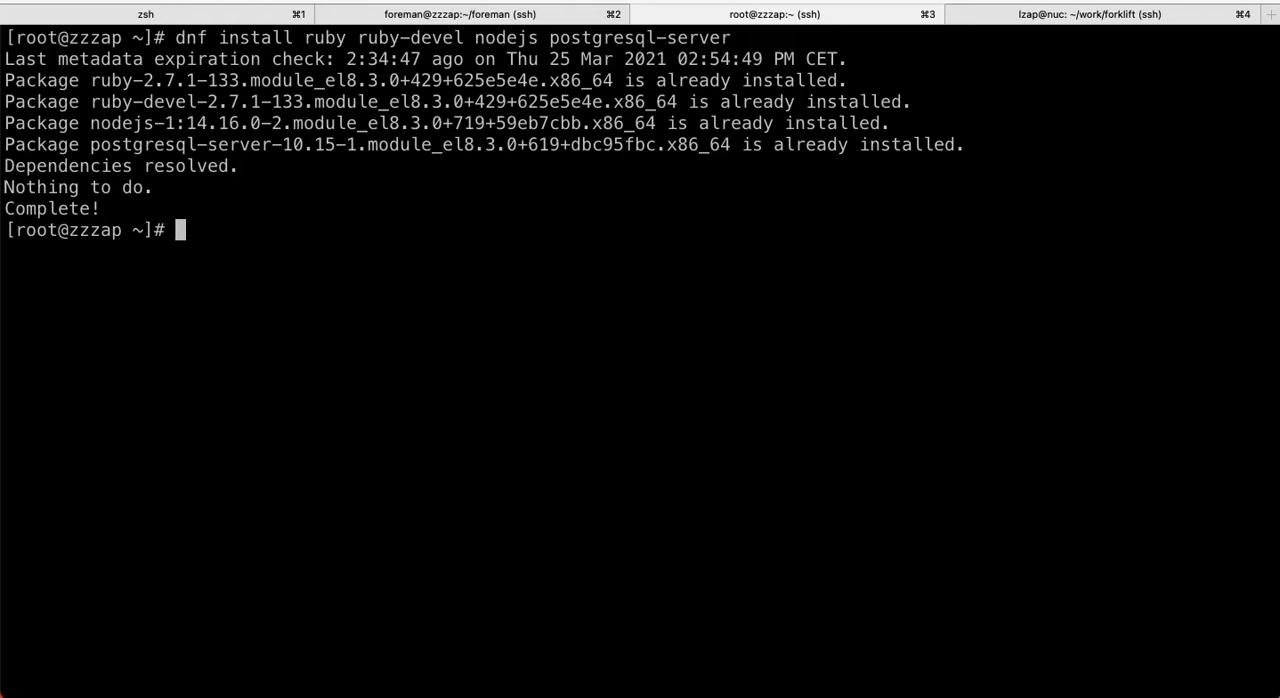 zsh ⌘1 foreman@zzzap:~/foreman (ssh) ⌘2 root@zzzap:~ (ssh) ⌘3 lzap@nuc: ~/work/forklift (ssh) ⌘4 +
[root@zzzap ~]# dnf install ruby ruby-devel nodejs postgresql-server
Last metadata expiration check: 2:34:47 ago on Thu 25 Mar 2021 02:54:49 PM CET.
Package ruby-2.7.1-133.module_el8.3.0+429+625e5e4e.x86_64 is already installed.
Package ruby-devel-2.7.1-133.module_el8.3.0+429+625e5e4e.x86_64 is already installed.
Package nodejs-1:14.16.0-2.module_el8.3.0+719+59eb7cbb.x86_64 is already installed.
Package postgresql-server-10.15-1.module_el8.3.0+619+dbc95fbc.x86_64 is already installed.
Dependencies resolved.
Nothing to do.
Complete!
[root@zzzap ~]#